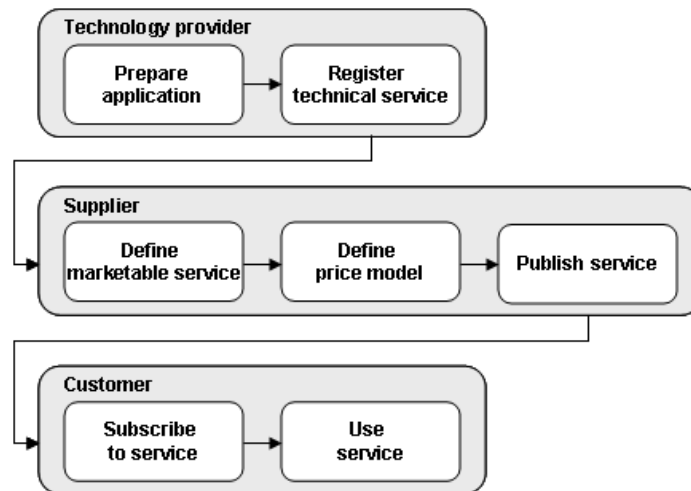 Technology provider
Prepare
application
Register
technical service
Supplier
Define
marketable service
Define
price model
Publish service
Customer
Subscribe
to service
Use
service